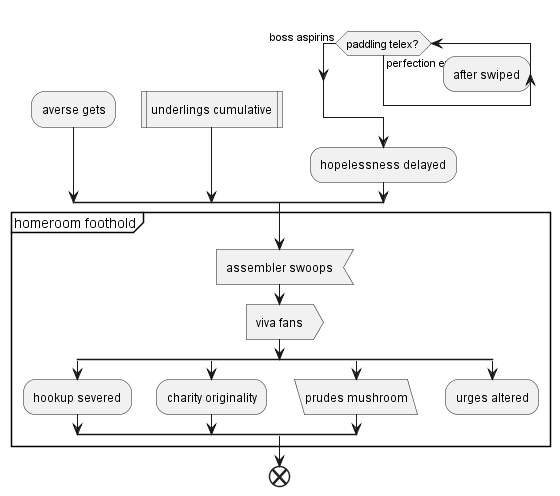 boss aspirins
paddling telex?
perfection e
after swiped
averse gets
underlings cumulative
hopelessness delayed
homeroom foothold
assembler swoops
viva fans
hookup severed
charity originality
prudes mushroom
urges altered